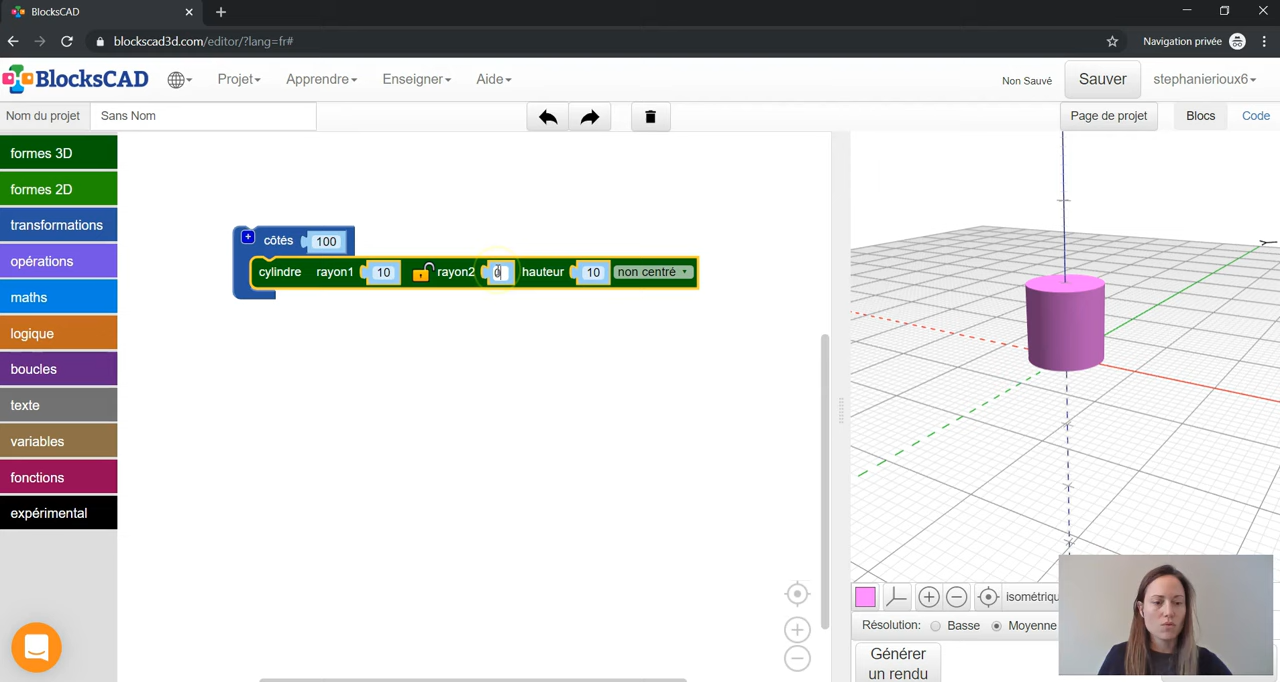 BlocksCAD
blockscad3d.com/editor/?lang=fr#
Navigation privée
BlocksCAD
Projet
Apprendre
Enseigner
Aide
Non Sauvé
Sauver
stephanierioux6
Nom du projet
Sans Nom
Page de projet
Blocs
Code
formes 3D
formes 2D
transformations
opérations
maths
logique
boucles
texte
variables
fonctions
expérimental
côtés 100
cylindre rayon1 10 rayon2 0 hauteur 10 non centré
isométriqu
Résolution: Basse Moyenne
Générer
un rendu